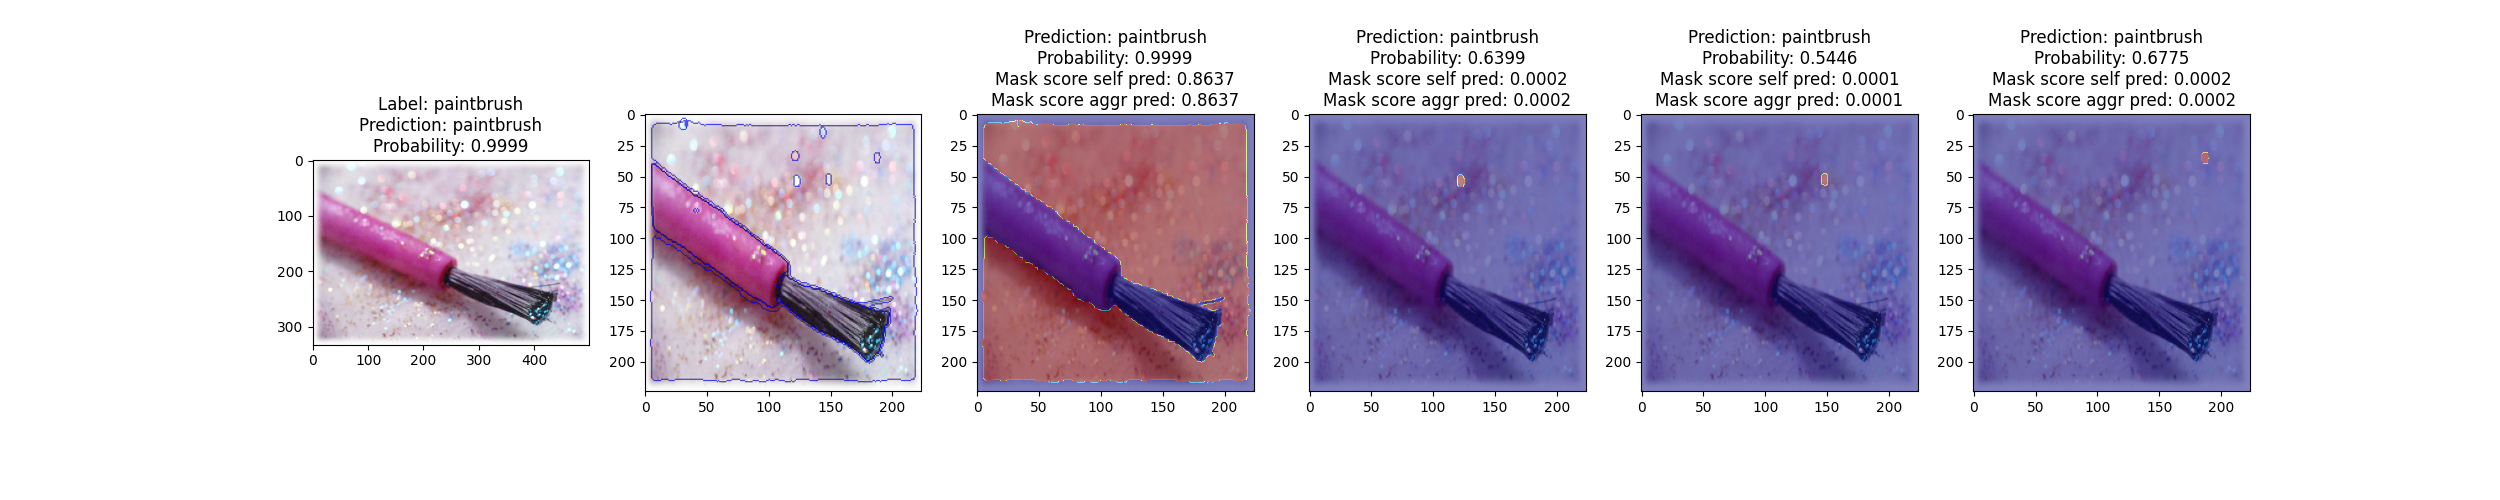 Label: paintbrush
Prediction: paintbrush
Probability: 0.9999
0
100
200
300
0 100 200 300 400
0
25
50
75
100
125
150
175
200
0 50 100 150 200
Prediction: paintbrush
Probability: 0.9999
Mask score self pred: 0.8637
Mask score aggr pred: 0.8637
0
25
50
75
100
125
150
175
200
0 50 100 150 200
Prediction: paintbrush
Probability: 0.6399
Mask score self pred: 0.0002
Mask score aggr pred: 0.0002
0
25
50
75
100
125
150
175
200
0 50 100 150 200
Prediction: paintbrush
Probability: 0.5446
Mask score self pred: 0.0001
Mask score aggr pred: 0.0001
0
25
50
75
100
125
150
175
200
0 50 100 150 200
Prediction: paintbrush
Probability: 0.6775
Mask score self pred: 0.0002
Mask score aggr pred: 0.0002
0
25
50
75
100
125
150
175
200
0 50 100 150 200